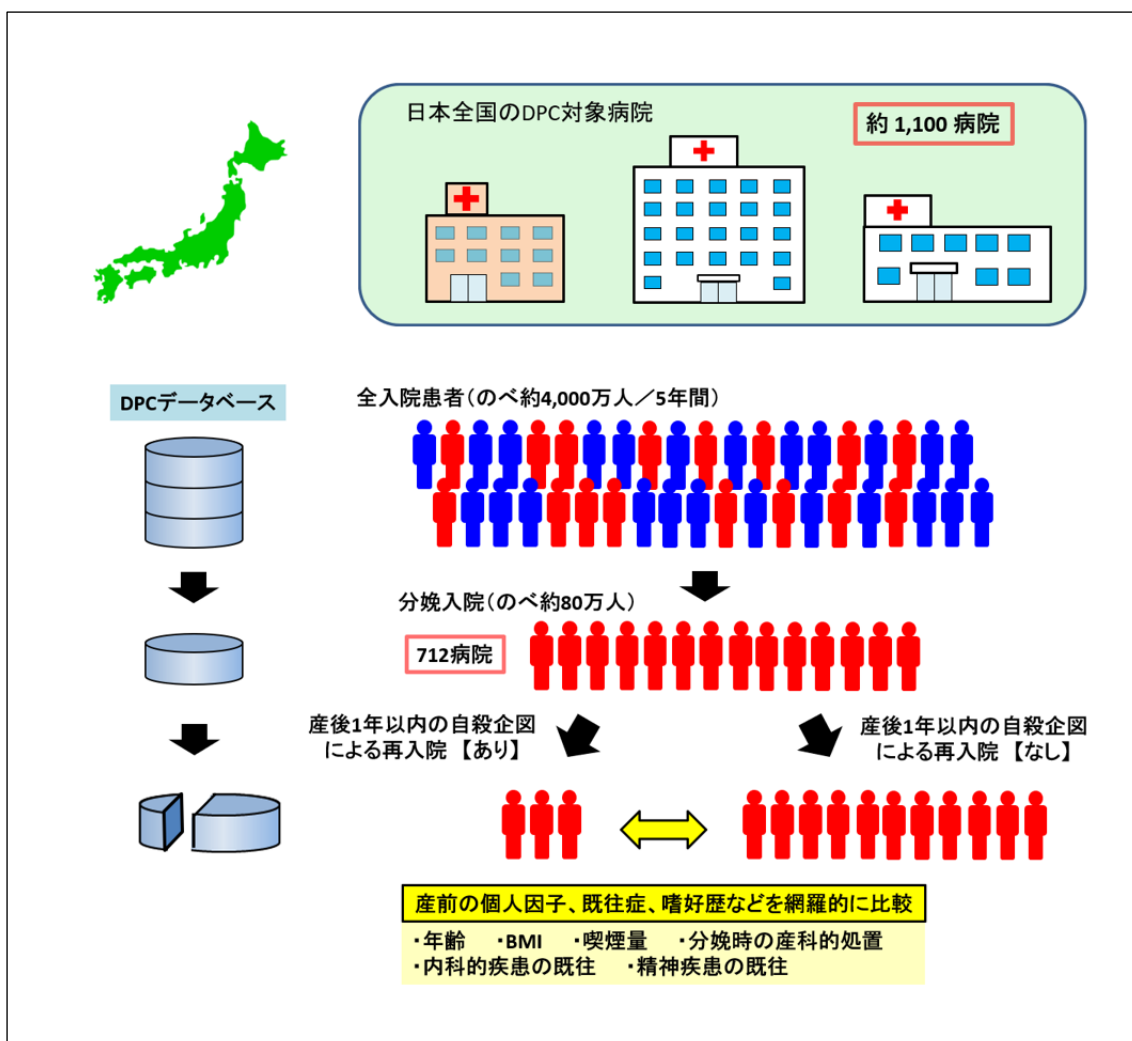 日本全国のDPC対象病院
約 1,100 病院
DPCデータベース
全入院患者(のべ約4,000万人/5年間)
分娩入院(のべ約80万人)
712病院
産後1年以内の自殺企図
による再入院 【あり】
産後1年以内の自殺企図
による再入院 【なし】
産前の個人因子、既往症、嗜好歴などを網羅的に比較
・年齢 ・BMI ・喫煙量 ・分娩時の産科的処置
・内科的疾患の既往 ・精神疾患の既往